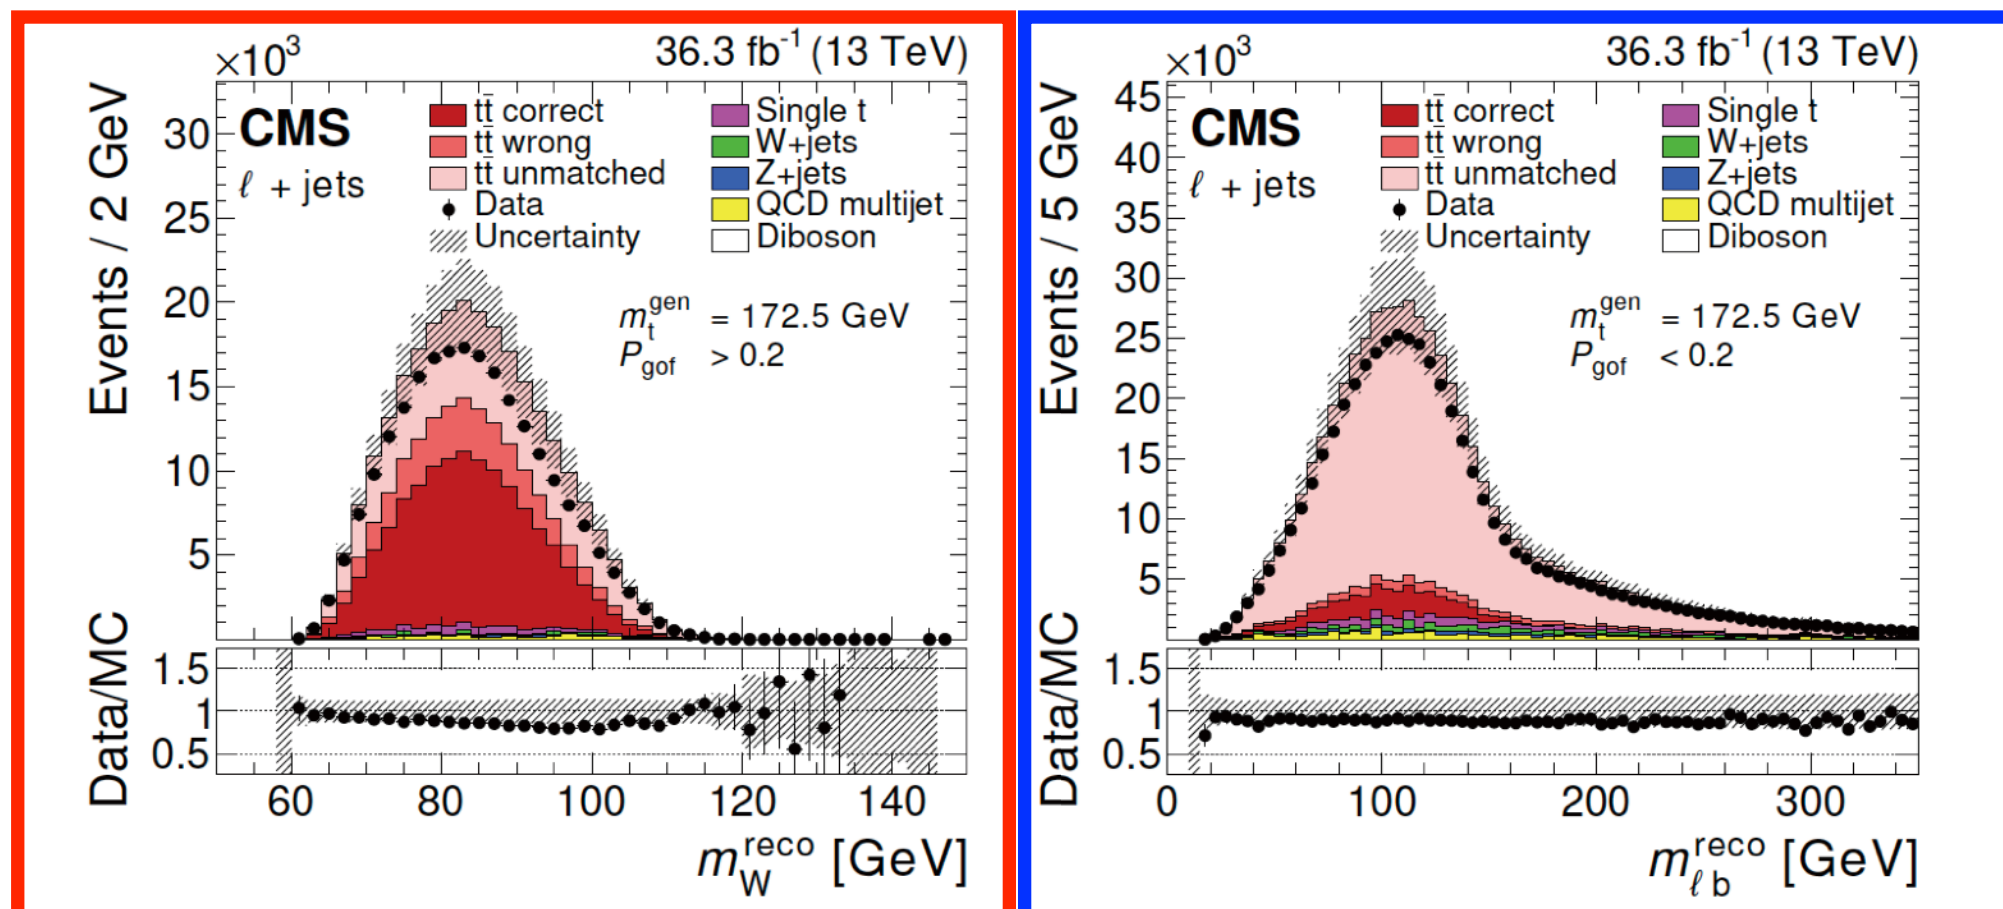 ×10³ 36.3 fb⁻¹ (13 TeV)
CMS
ℓ + jets
tt̄ correct
tt̄ wrong
tt̄ unmatched
Data
Uncertainty
Single t
W+jets
Z+jets
QCD multijet
Diboson
m_t^gen = 172.5 GeV
P_gof > 0.2
Events / 2 GeV
30
25
20
15
10
5
Data/MC
1.5
1
0.5
60 80 100 120 140
m_W^reco [GeV]
×10³ 36.3 fb⁻¹ (13 TeV)
CMS
ℓ + jets
tt̄ correct
tt̄ wrong
tt̄ unmatched
Data
Uncertainty
Single t
W+jets
Z+jets
QCD multijet
Diboson
m_t^gen = 172.5 GeV
P_gof < 0.2
Events / 5 GeV
45
40
35
30
25
20
15
10
5
Data/MC
1.5
1
0.5
0 100 200 300
m_ℓb^reco [GeV]